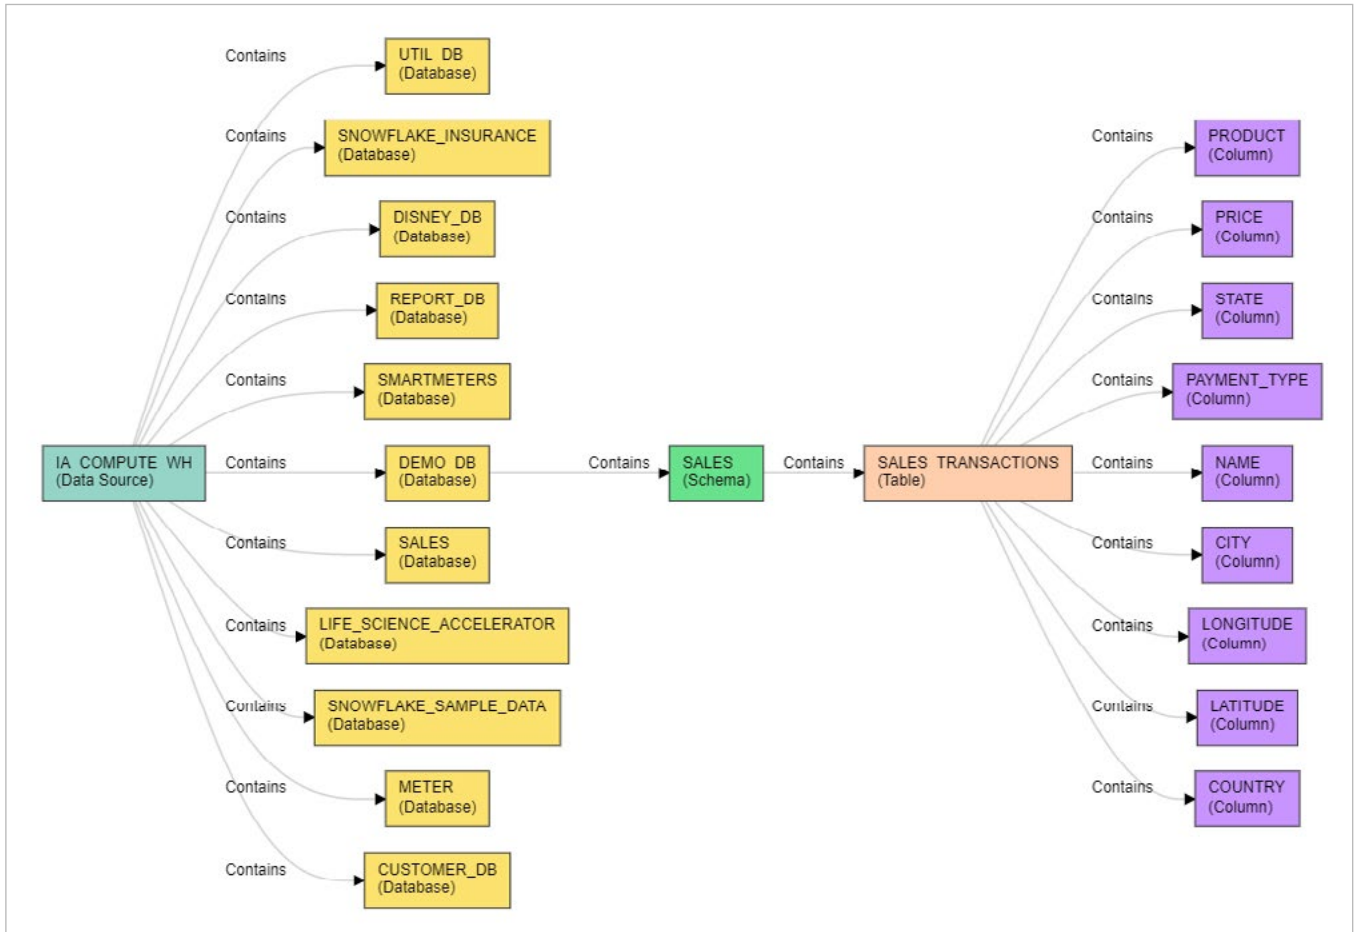 Contains
UTIL_DB
(Database)
Contains
SNOWFLAKE_INSURANCE
(Database)
Contains
DISNEY_DB
(Database)
Contains
REPORT_DB
(Database)
Contains
SMARTMETERS
(Database)
IA_COMPUTE_WH
(Data Source)
Contains
DEMO_DB
(Database)
Contains
SALES
(Database)
Contains
LIFE_SCIENCE_ACCELERATOR
(Database)
Contains
SNOWFLAKE_SAMPLE_DATA
(Database)
Contains
METER
(Database)
Contains
CUSTOMER_DB
(Database)
Contains
SALES
(Schema)
Contains
SALES_TRANSACTIONS
(Table)
Contains
PRODUCT
(Column)
Contains
PRICE
(Column)
Contains
STATE
(Column)
Contains
PAYMENT_TYPE
(Column)
Contains
NAME
(Column)
Contains
CITY
(Column)
Contains
LONGITUDE
(Column)
Contains
LATITUDE
(Column)
Contains
COUNTRY
(Column)